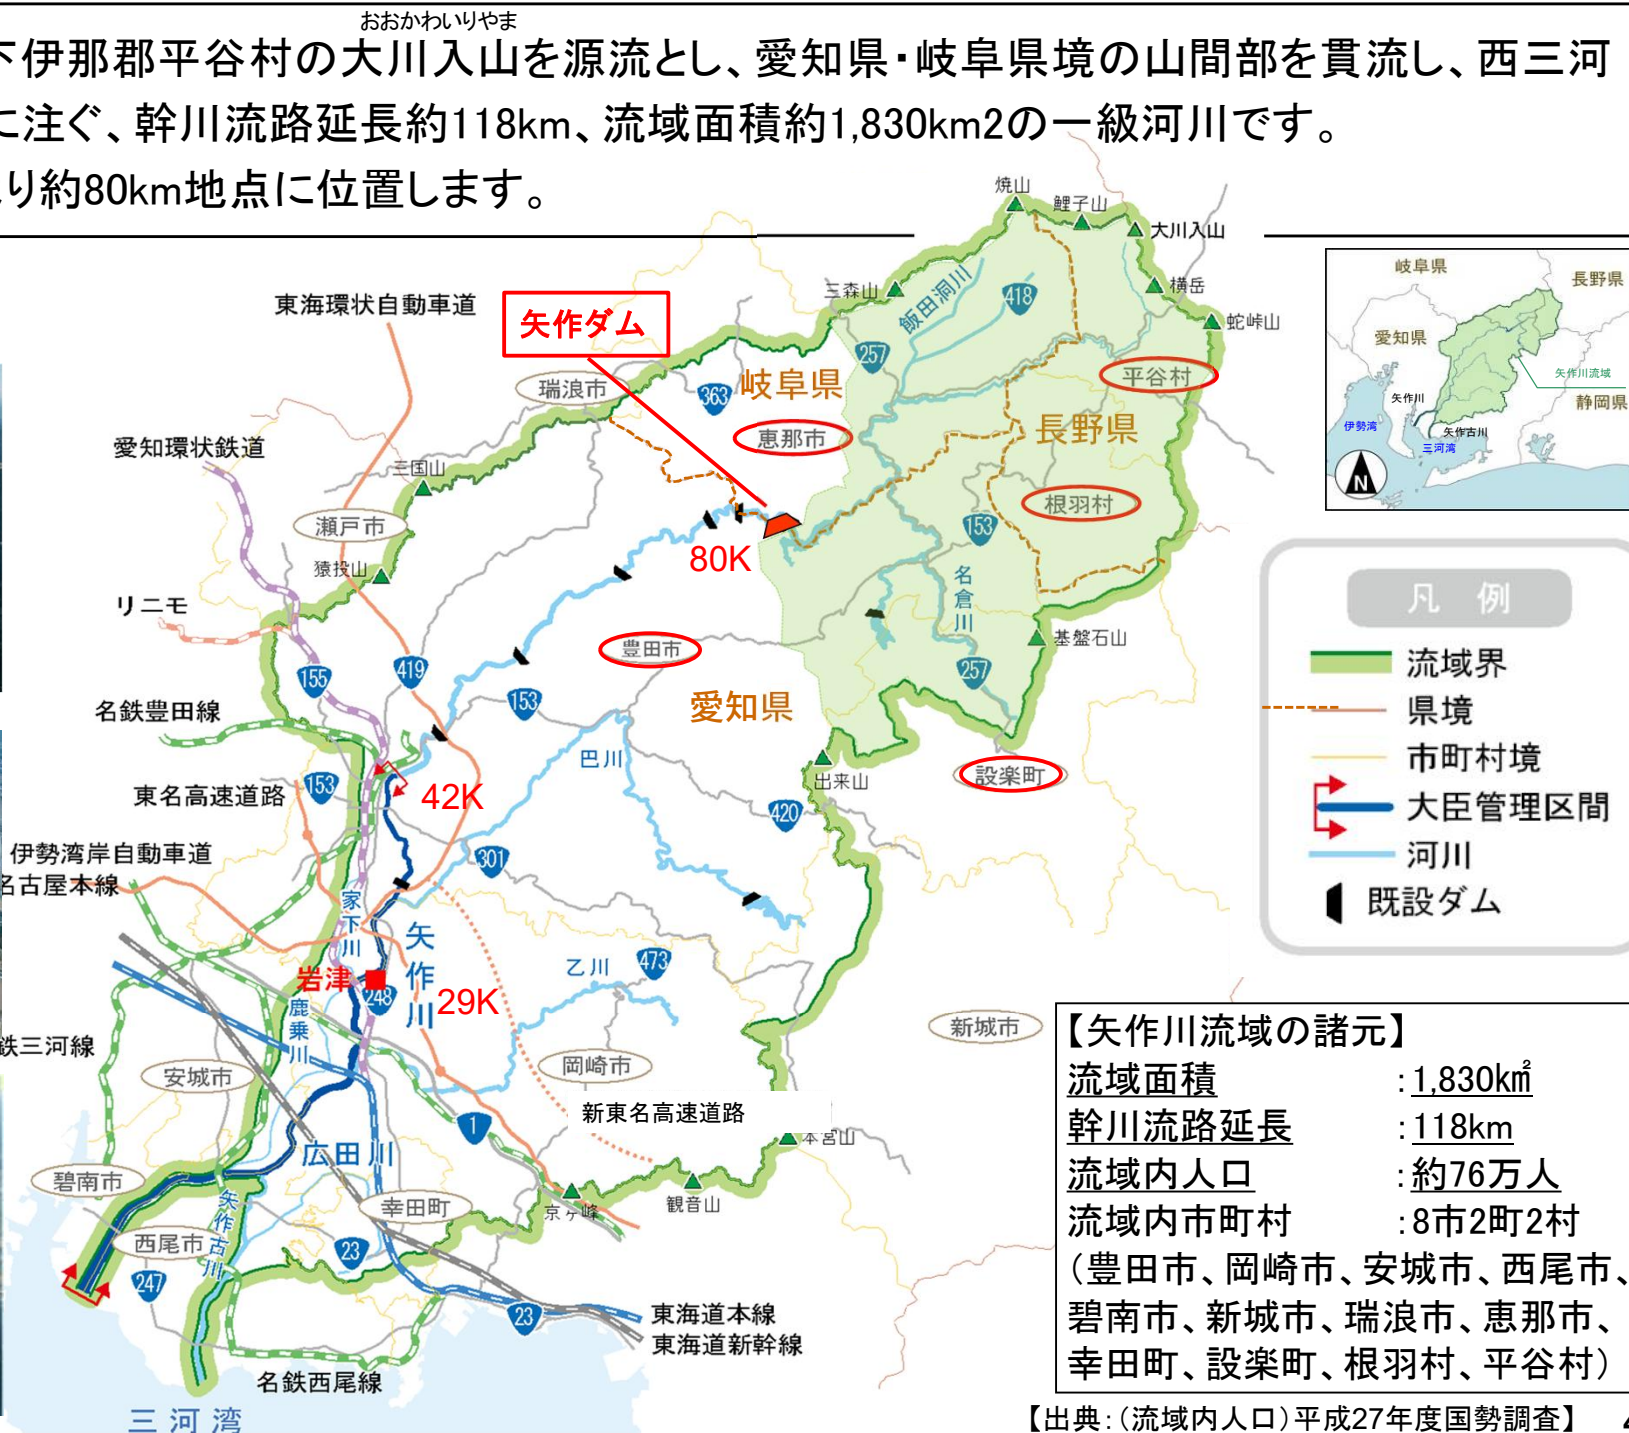 おおかわいりやま
下伊那郡平谷村の大川入山を源流とし、愛知県・岐阜県境の山間部を貫流し、西三河
に注ぐ、幹川流路延長約118km、流域面積約1,830km2の一級河川です。
り約80km地点に位置します。
焼山
鯉子山
大川入山
三森山
飯田洞川
418
横岳
蛇峠山
東海環状自動車道
矢作ダム
257
平谷村
瑞浪市
363
岐阜県
恵那市
長野県
愛知環状鉄道
三国山
根羽村
瀬戸市
153
80K
猿投山
名倉川
リニモ
豊田市
基盤石山
155
419
257
153
愛知県
名鉄豊田線
巴川
出来山
設楽町
東名高速道路
153
42K
420
伊勢湾岸自動車道
301
名古屋本線
家下川
矢作川
乙川
473
岩津
248
29K
鹿乗川
新城市
鉄三河線
安城市
岡崎市
新東名高速道路
1
本宮山
広田川
碧南市
矢作古川
幸田町
京ヶ峰
観音山
西尾市
23
247
23
東海道本線
東海道新幹線
名鉄西尾線
三河湾
岐阜県
長野県
愛知県
矢作川流域
矢作川
静岡県
伊勢湾
矢作古川
三河湾
N
凡例
流域界
県境
市町村境
大臣管理区間
河川
既設ダム
【矢作川流域の諸元】
流域面積 :1,830km²
幹川流路延長 :118km
流域内人口 :約76万人
流域内市町村 :8市2町2村
(豊田市、岡崎市、安城市、西尾市、
碧南市、新城市、瑞浪市、恵那市、
幸田町、設楽町、根羽村、平谷村)
【出典:(流域内人口)平成27年度国勢調査】